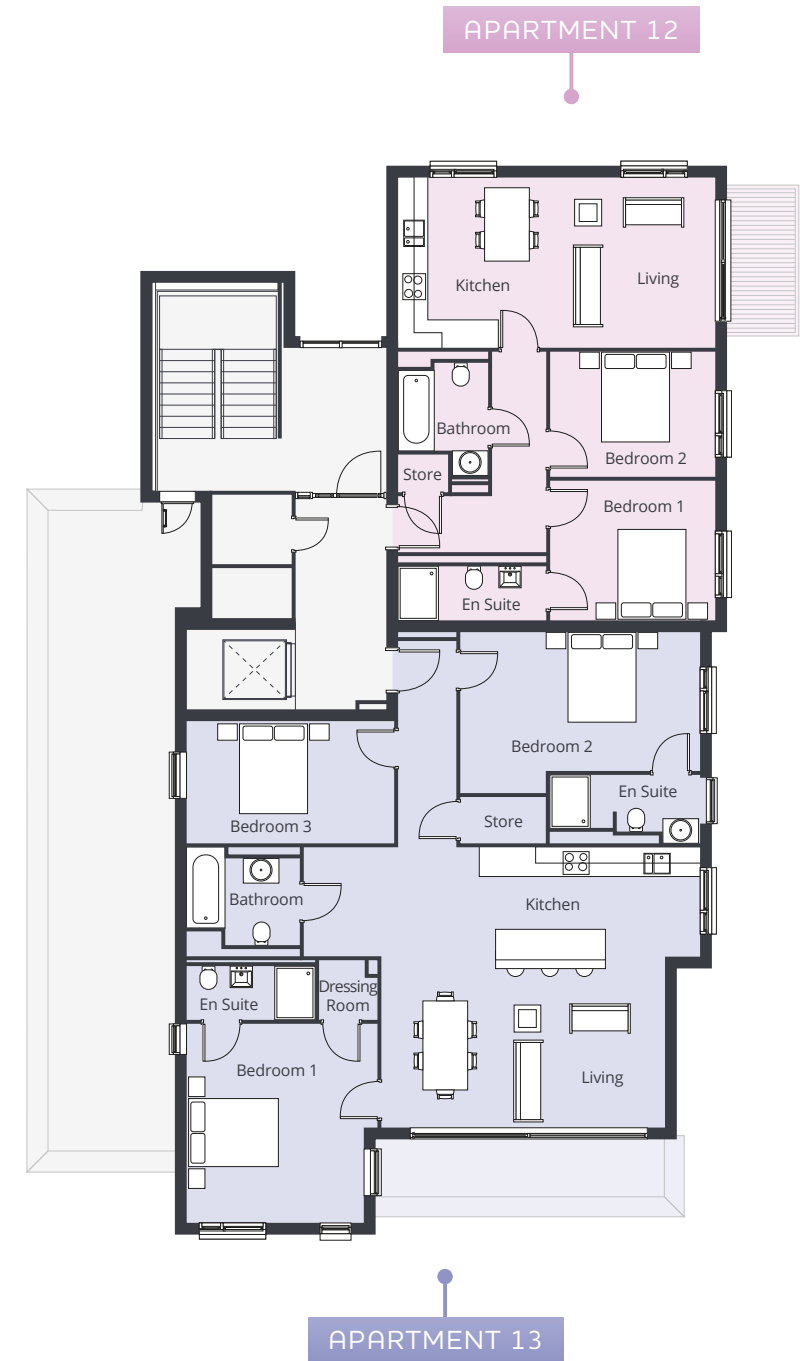 APARTMENT 12
Kitchen
Living
Bathroom
Bedroom 2
Store
Bedroom 1
En Suite
Bedroom 2
En Suite
Store
Bedroom 3
Bathroom
Kitchen
Dressing
Room
En Suite
Bedroom 1
Living
APARTMENT 13